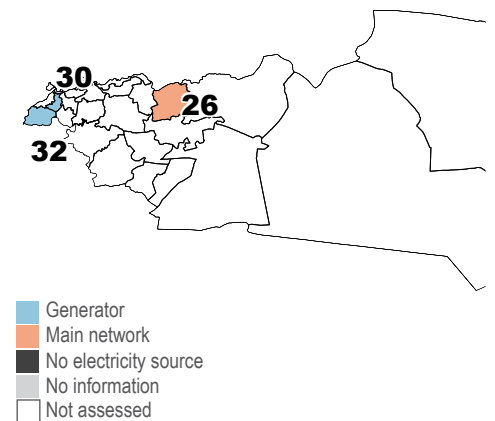 30
26
32
Generator
Main network
No electricity source
No information
Not assessed